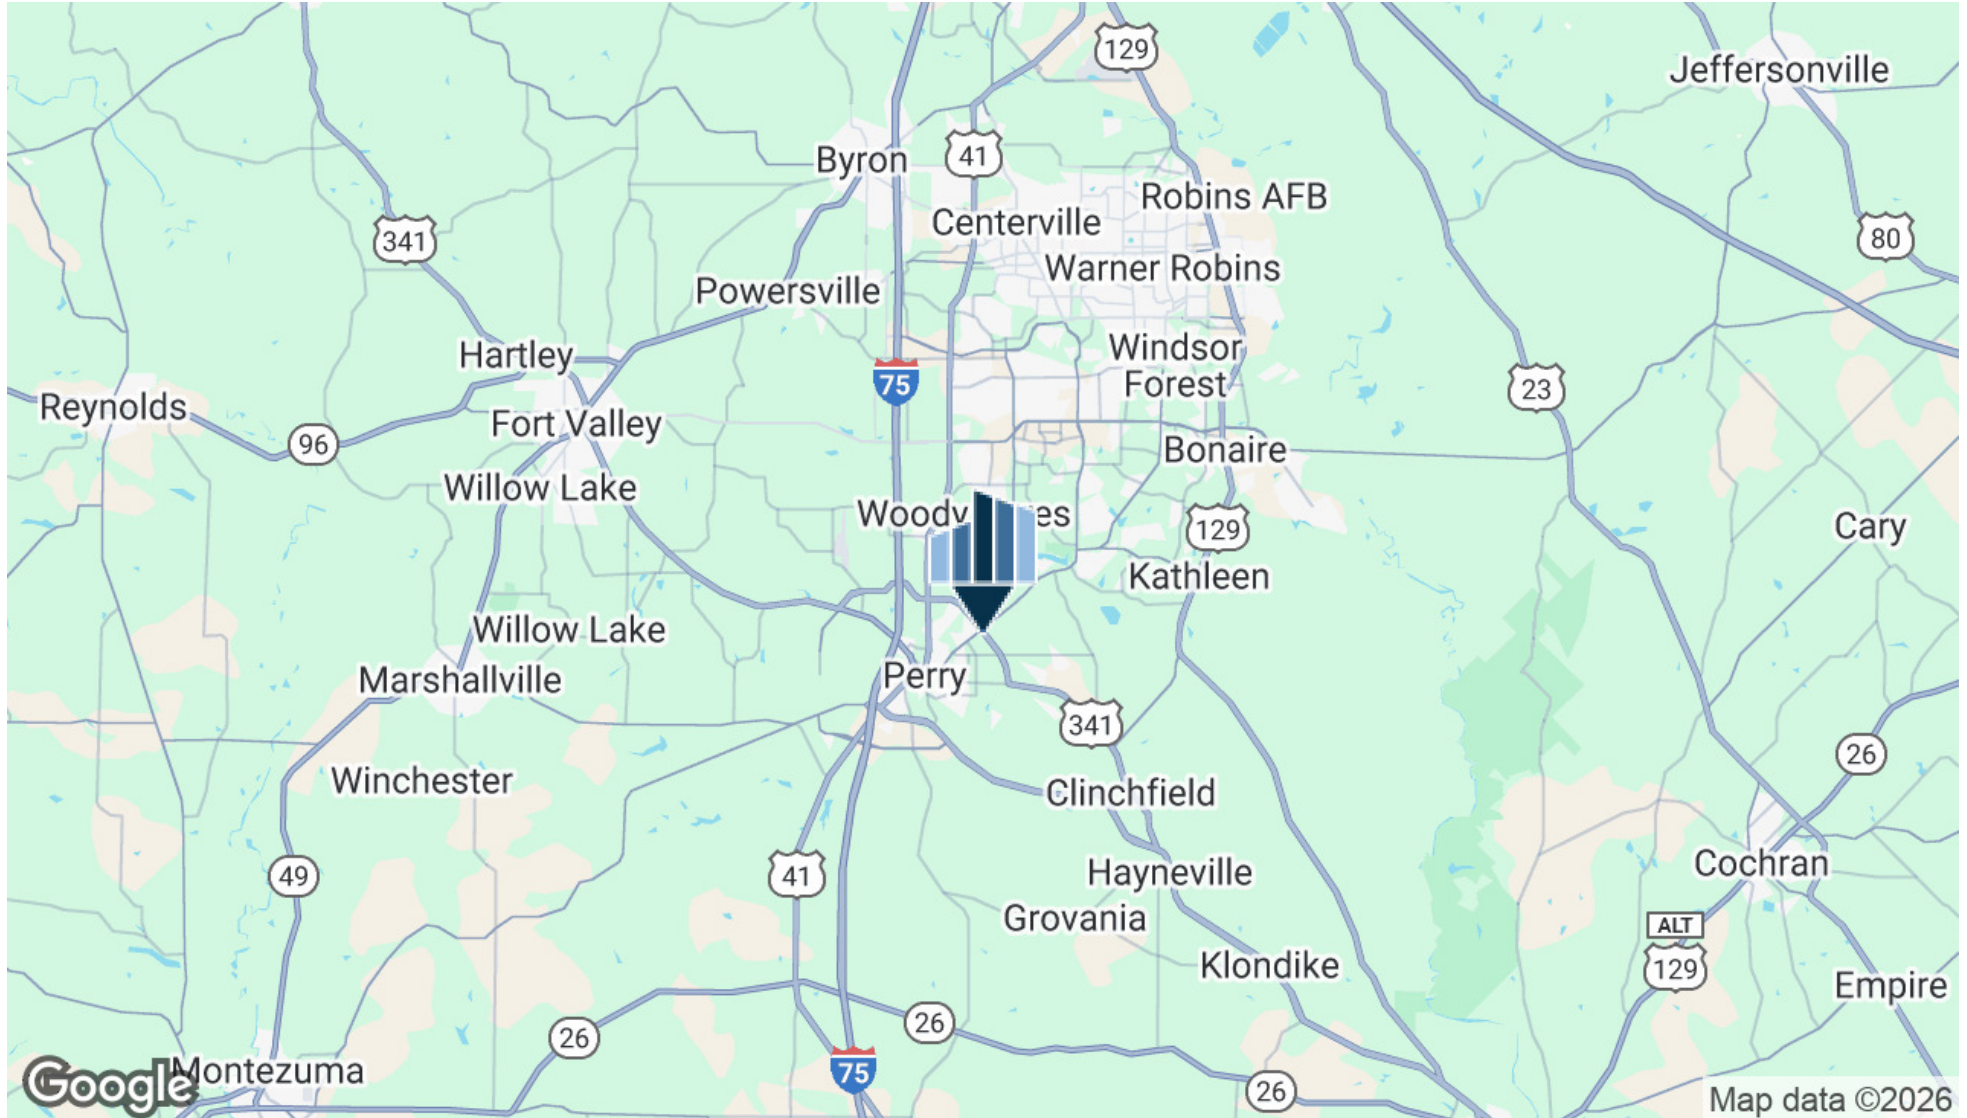 129
Jeffersonville
Byron
41
Robins AFB
Centerville
341
80
Warner Robins
Powersville
Windsor
Forest
Hartley
75
23
Reynolds
Fort Valley
96
Bonaire
Willow Lake
129
Cary
Kathleen
Willow Lake
Perry
Marshallville
341
26
Winchester
Clinchfield
Cochran
49
41
Hayneville
Grovania
ALT
129
Klondike
Empire
26
26
75
Montezuma
26
Google
Map data ©2026